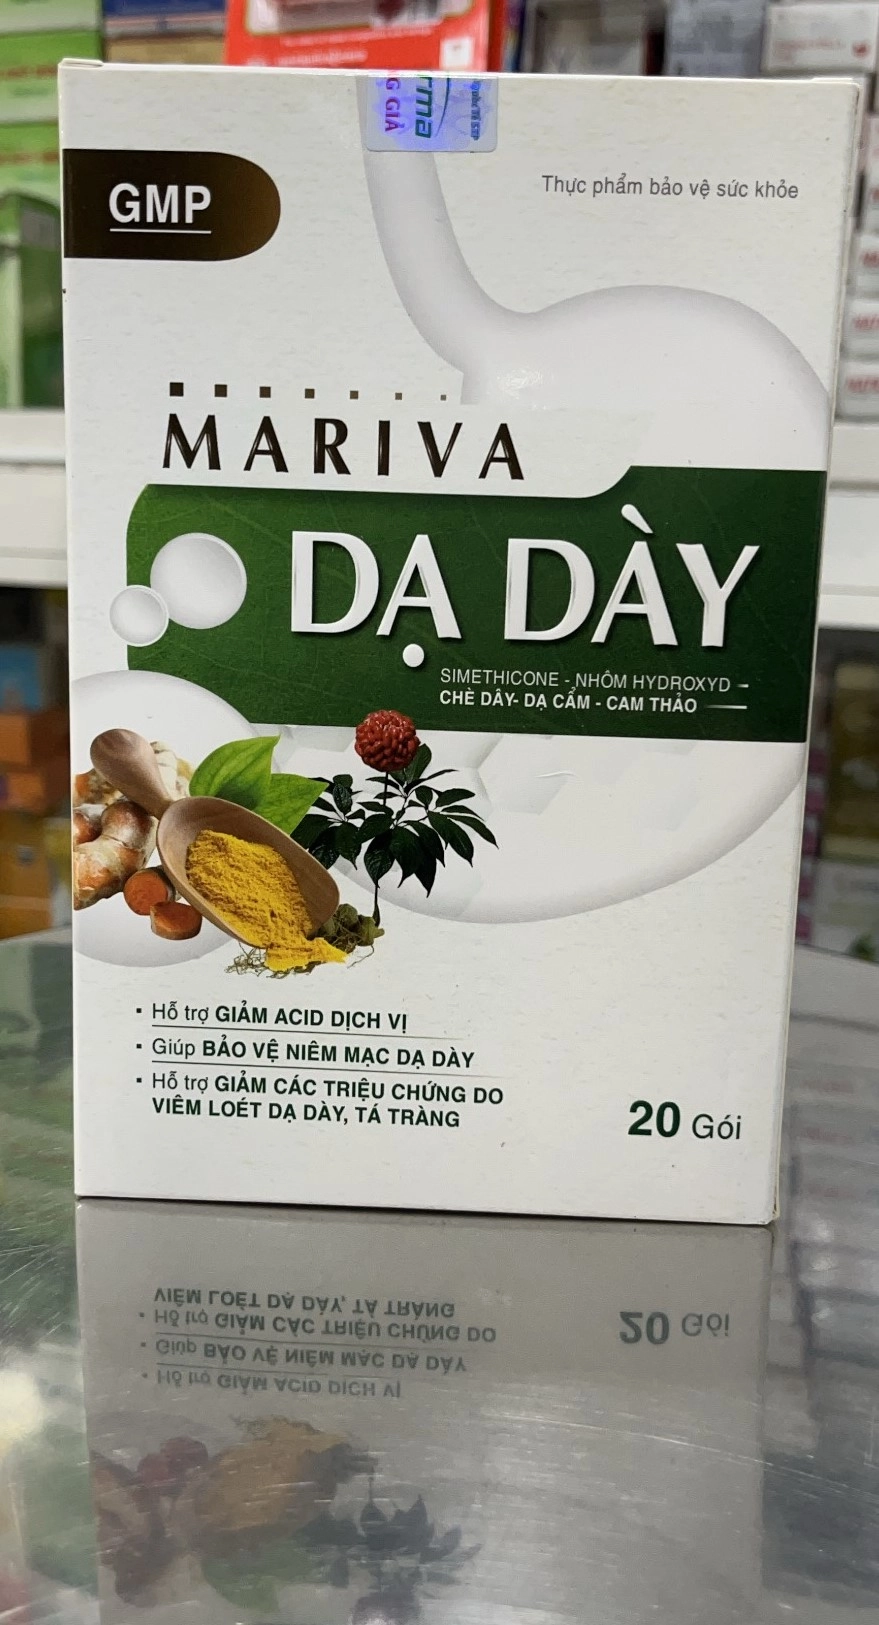 GMP
Thực phẩm bảo vệ sức khỏe
MARIVA
DẠ DÀY
SIMETHICONE - NHÔM HYDROXYD -
CHÈ DÂY- DẠ CẨM - CAM THẢO
▪ Hỗ trợ GIẢM ACID DỊCH VỊ
▪ Giúp BẢO VỆ NIÊM MẠC DẠ DÀY
▪ Hỗ trợ GIẢM CÁC TRIỆU CHỨNG DO
VIÊM LOÉT DẠ DÀY, TÁ TRÀNG
20 Gói